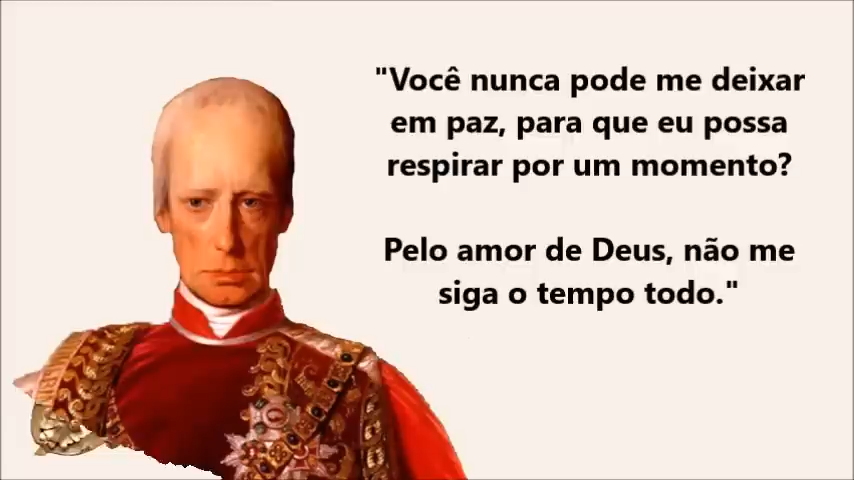 "Você nunca pode me deixar
em paz, para que eu possa
respirar por um momento?
Pelo amor de Deus, não me
siga o tempo todo."